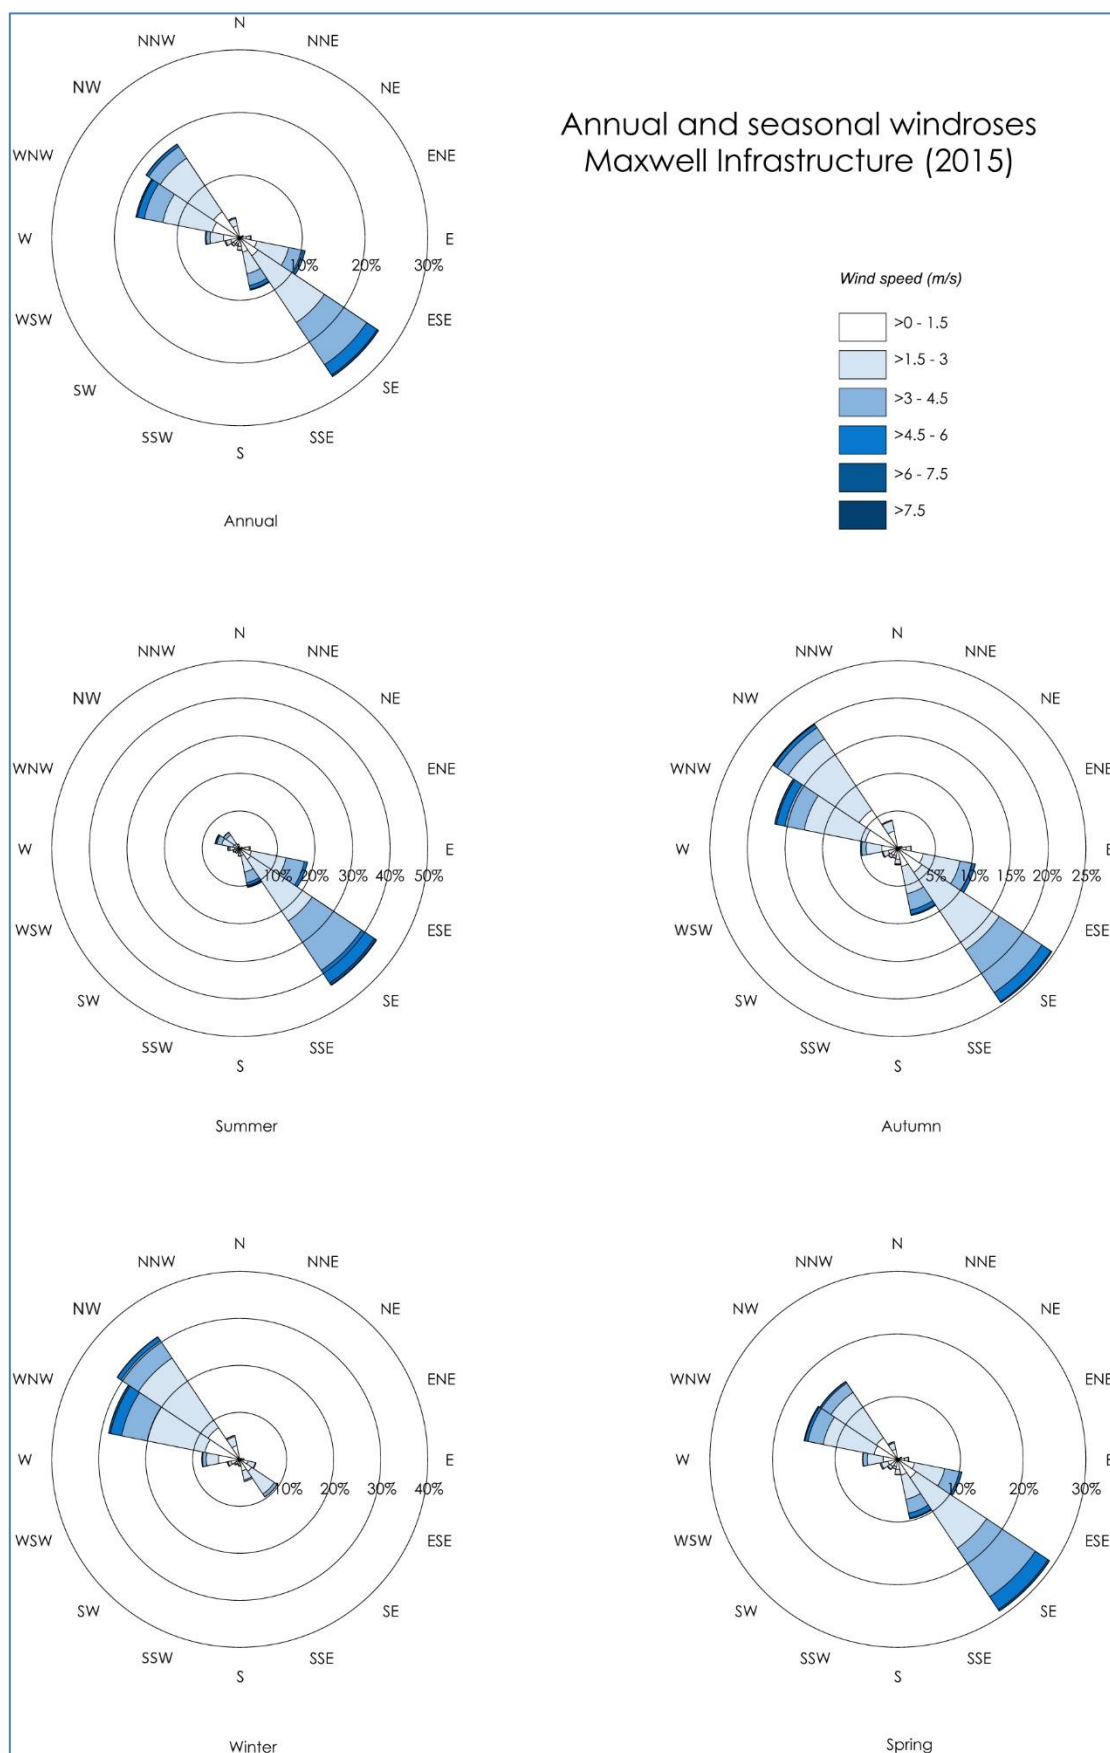 Annual and seasonal windroses
Maxwell Infrastructure (2015)
N
NNW
NNE
NW
NE
WNW
ENE
W
E
10%
20%
30%
WSW
ESE
SW
SE
SSW
SSE
S
Annual
Wind speed (m/s)
>0 - 1.5
>1.5 - 3
>3 - 4.5
>4.5 - 6
>6 - 7.5
>7.5
N
NNW
NNE
NW
NE
WNW
ENE
W
E
10%
20%
30%
40%
50%
WSW
ESE
SW
SE
SSW
SSE
S
Summer
N
NNW
NNE
NW
NE
WNW
ENE
W
E
5%
10%
15%
20%
25%
WSW
ESE
SW
SE
SSW
SSE
S
Autumn
N
NNW
NNE
NW
NE
WNW
ENE
W
E
10%
20%
30%
40%
WSW
ESE
SW
SE
SSW
SSE
S
Winter
N
NNW
NNE
NW
NE
WNW
ENE
W
E
10%
20%
30%
WSW
ESE
SW
SE
SSW
SSE
S
Spring